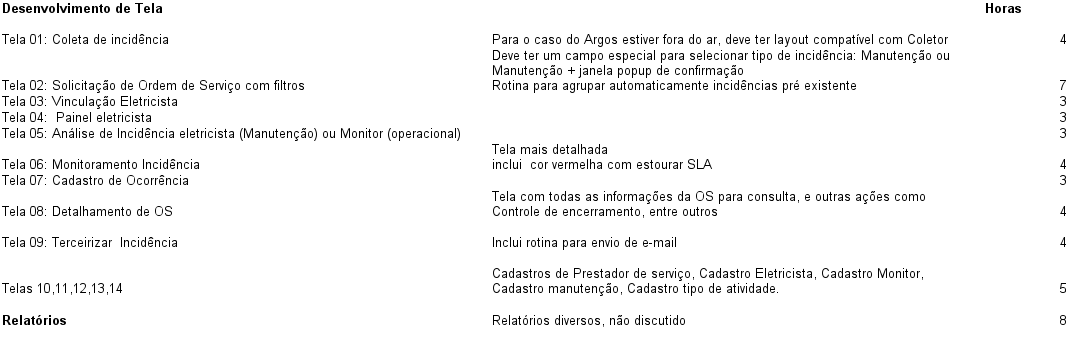 Desenvolvimento de Tela Horas
Tela 01: Coleta de incidência Para o caso do Argos estiver fora do ar, deve ter layout compatível com Coletor 4
Deve ter um campo especial para selecionar tipo de incidência: Manutenção ou
Manutenção + janela popup de confirmação
Tela 02: Solicitação de Ordem de Serviço com filtros Rotina para agrupar automaticamente incidências pré existente 7
Tela 03: Vinculação Eletricista 3
Tela 04: Painel eletricista 3
Tela 05: Análise de Incidência eletricista (Manutenção) ou Monitor (operacional) 3
Tela mais detalhada
Tela 06: Monitoramento Incidência inclui cor vermelha com estourar SLA 4
Tela 07: Cadastro de Ocorrência 3
Tela com todas as informações da OS para consulta, e outras ações como
Tela 08: Detalhamento de OS Controle de encerramento, entre outros 4
Tela 09: Terceirizar Incidência Inclui rotina para envio de e-mail 4
Cadastros de Prestador de serviço, Cadastro Eletricista, Cadastro Monitor,
Telas 10,11,12,13,14 Cadastro manutenção, Cadastro tipo de atividade. 5
Relatórios Relatórios diversos, não discutido 8